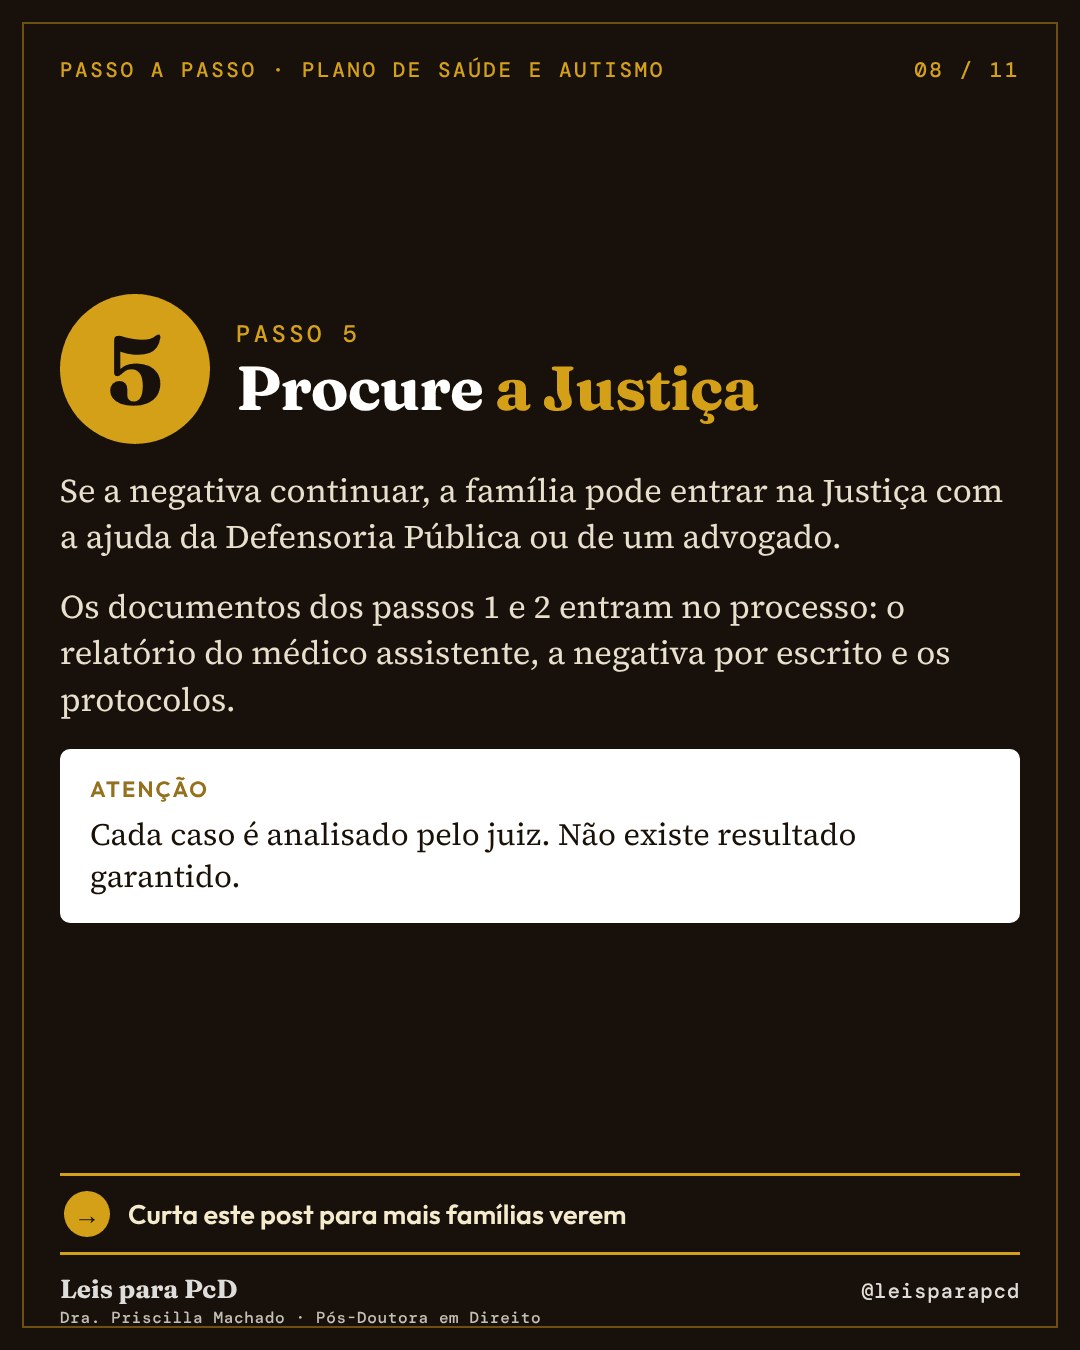 PASSO A PASSO · PLANO DE SAÚDE E AUTISMO
08 / 11
5
PASSO 5
Procure a Justiça
Se a negativa continuar, a família pode entrar na Justiça com
a ajuda da Defensoria Pública ou de um advogado.
Os documentos dos passos 1 e 2 entram no processo: o
relatório do médico assistente, a negativa por escrito e os
protocolos.
ATENÇÃO
Cada caso é analisado pelo juiz. Não existe resultado
garantido.
→ Curta este post para mais famílias verem
Leis para PcD
@leisparapcd
Dra. Priscilla Machado · Pós-Doutora em Direito